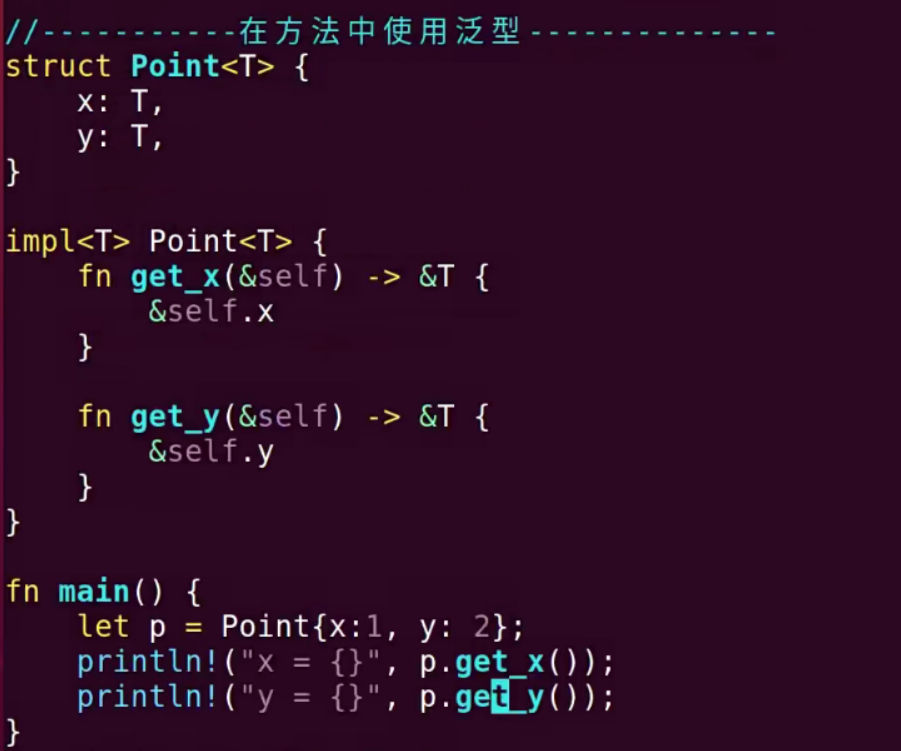 //-----------在方法中使用泛型--------------
struct Point<T> {
    x: T,
    y: T,
}
impl<T> Point<T> {
    fn get_x(&self) -> &T {
        &self.x
    }
    fn get_y(&self) -> &T {
        &self.y
    }
}
fn main() {
    let p = Point{x:1, y: 2};
    println!("x = {}", p.get_x());
    println!("y = {}", p.get_y());
}